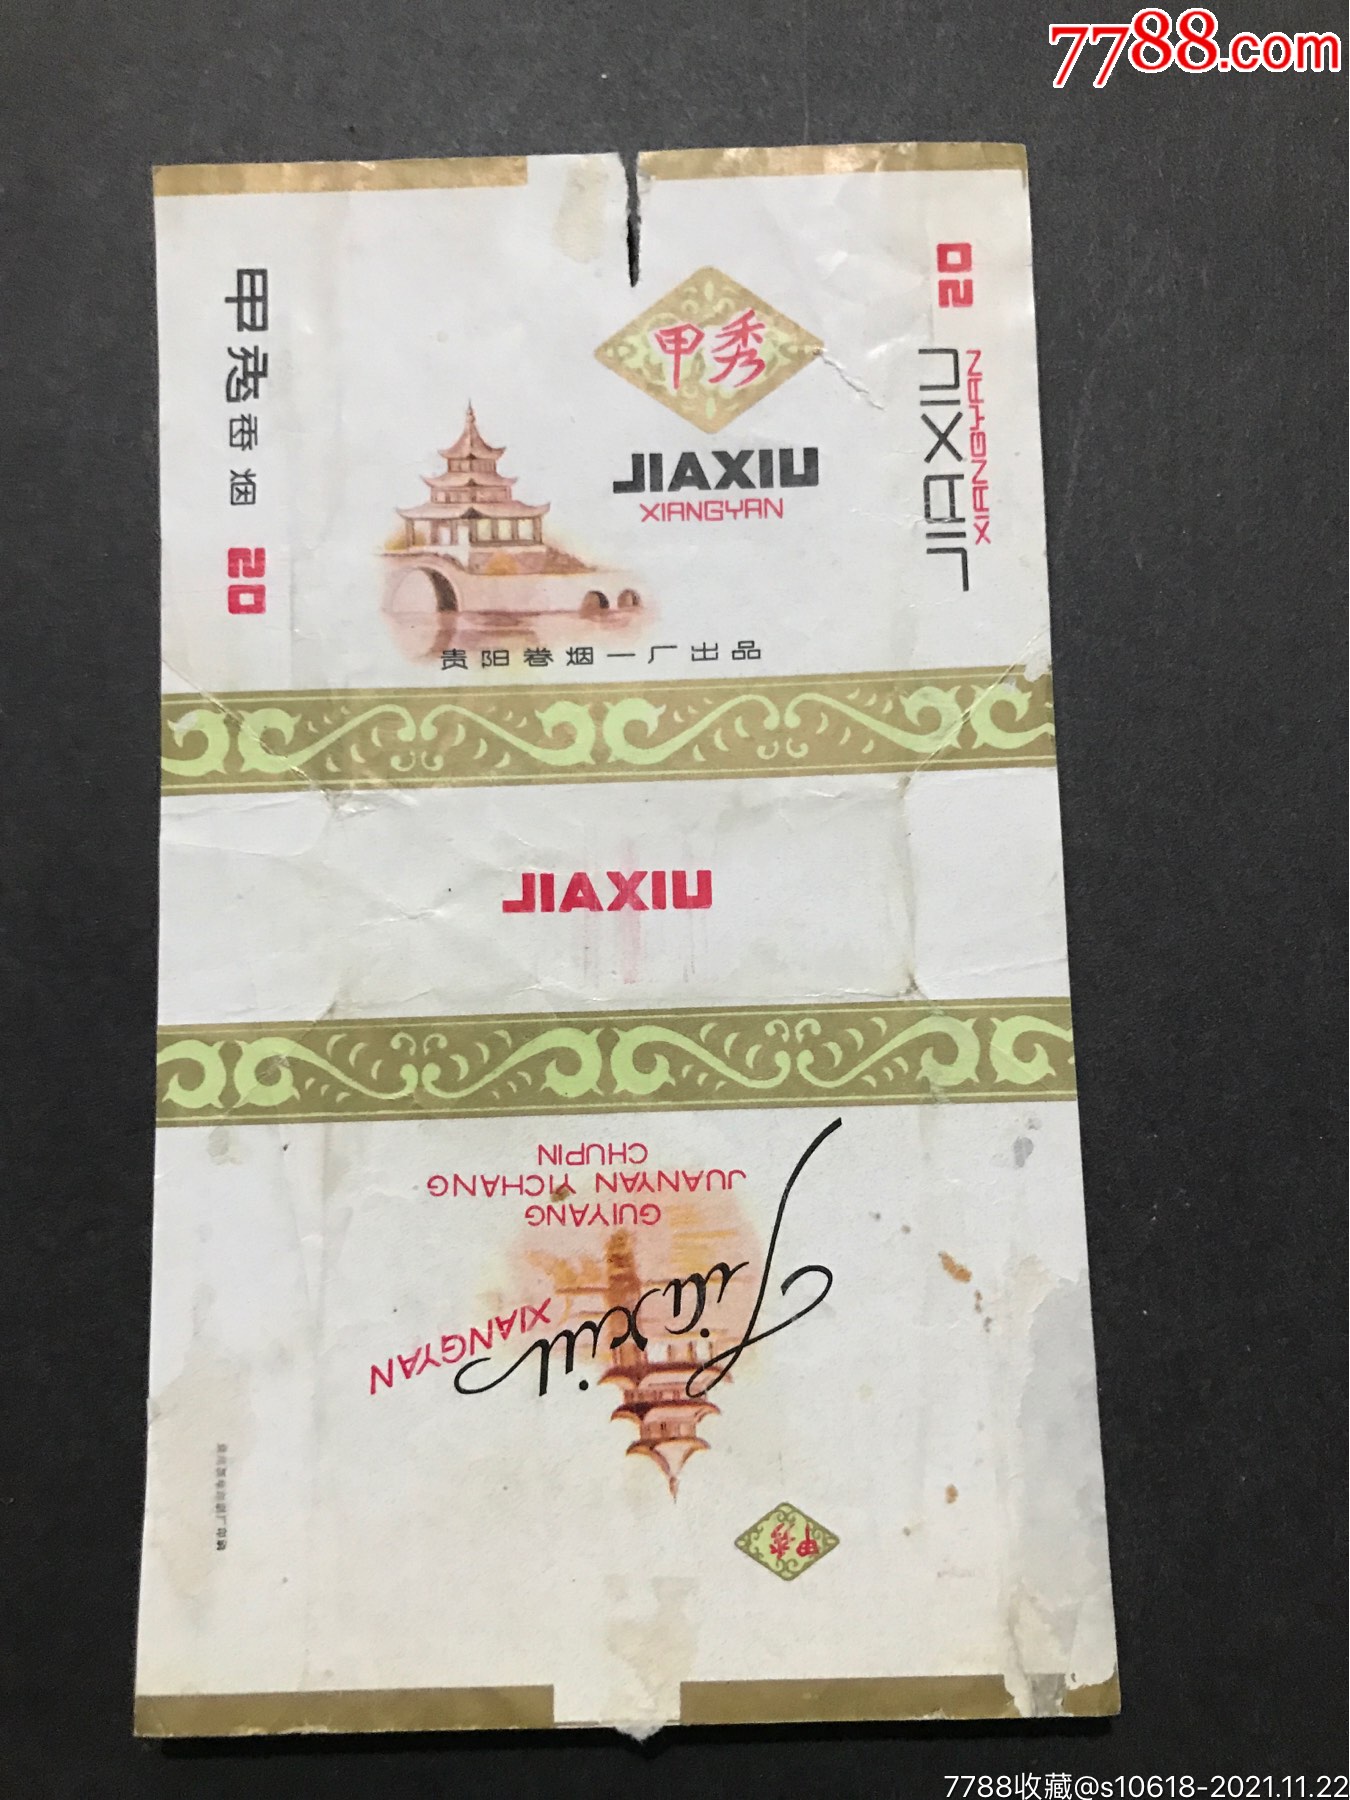 7788.com
甲秀香烟 20
甲秀
JIAXIU
XIANGYAN
贵阳卷烟一厂出品
20
JIAXIU
XIANGYAN
JIAXIU
GUIYANG
JUANYAN YICHANG
CHUPIN
Jiaxiu
XIANGYAN
甲秀
7788收藏@s10618-2021.11.22